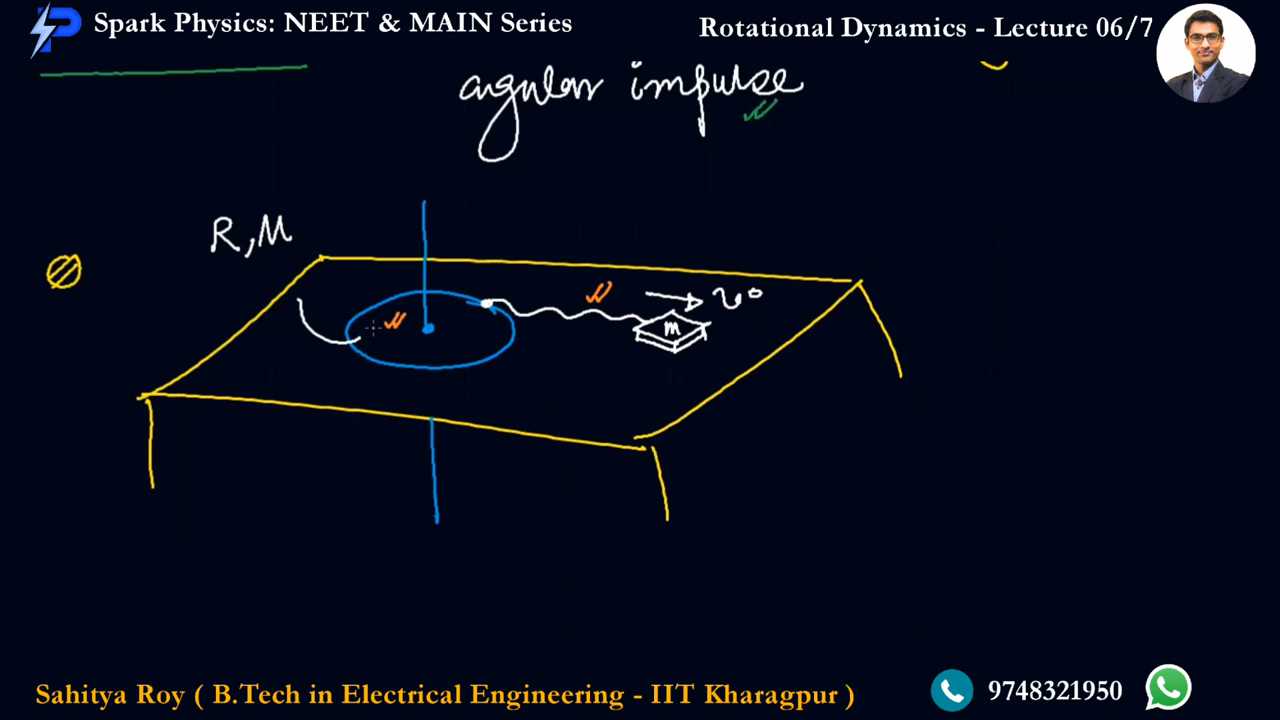 Spark Physics: NEET & MAIN Series
Rotational Dynamics - Lecture 06/7
angular impulse
R, M
v₀
m
Sahitya Roy ( B.Tech in Electrical Engineering - IIT Kharagpur )
9748321950